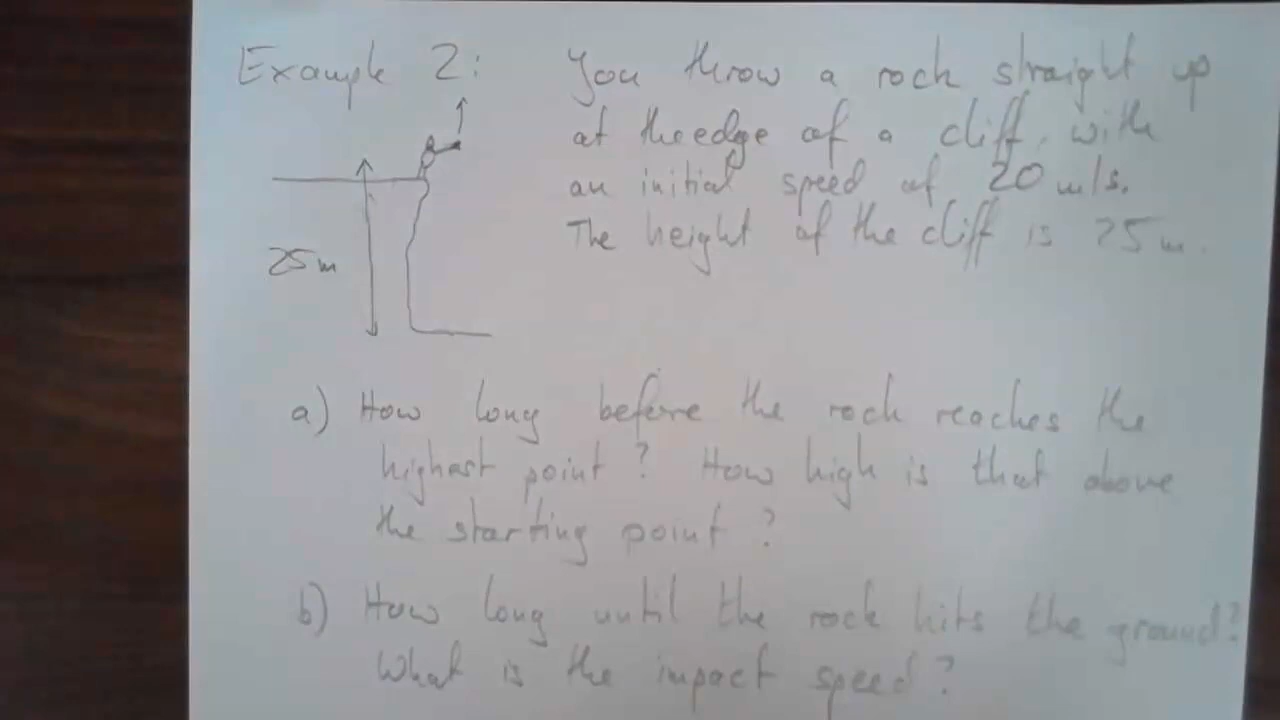 Example 2:
You throw a rock straight up
at the edge of a cliff, with
an initial speed of 20 m/s.
The height of the cliff is 25 m.
25 m
a) How long before the rock reaches the
highest point? How high is that above
the starting point?
b) How long until the rock hits the ground?
What is the impact speed?